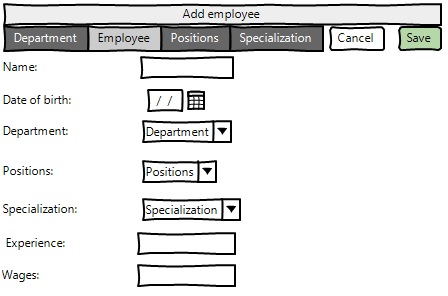 Add employee
Department Employee Positions Specialization Cancel Save
Name:
Date of birth: / /
Department: Department
Positions: Positions
Specialization: Specialization
Experience:
Wages: